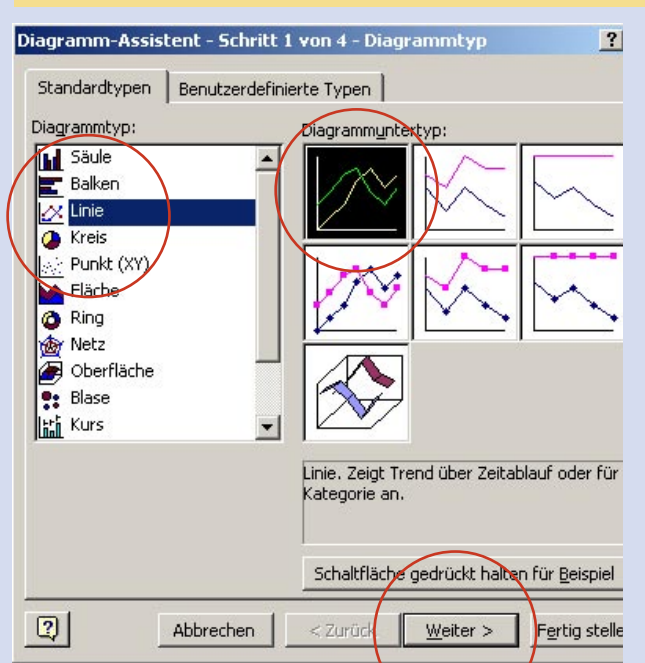 Diagramm-Assistent - Schritt 1 von 4 - Diagrammtyp ?
Standardtypen Benutzerdefinierte Typen
Diagrammtyp:
Säule
Balken
Linie
Kreis
Punkt (XY)
Fläche
Ring
Netz
Oberfläche
Blase
Kurs
Diagrammuntertyp:
Linie. Zeigt Trend über Zeitablauf oder für
Kategorie an.
Schaltfläche gedrückt halten für Beispiel
? Abbrechen < Zurück Weiter > Fertig stelle